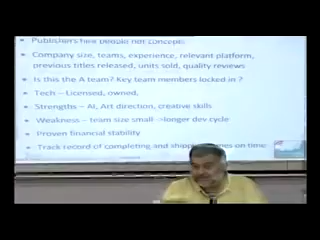 Publishers hire people not concepts
Company size, teams, experience, relevant platform,
previous titles released, units sold, quality reviews
Is this the A team? Key team members locked in ?
Tech – Licensed, owned,
Strengths – AI, Art direction, creative skills
Weakness – team size small ->longer dev cycle
Proven financial stability
Track record of completing and shipping games on time